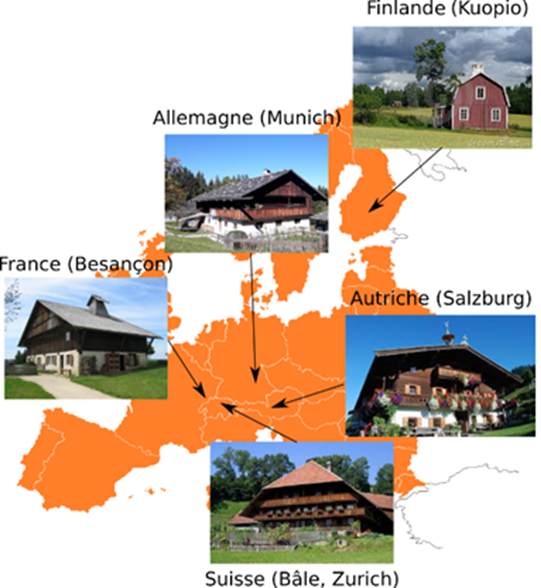 Finlande (Kuopio)
Allemagne (Munich)
France (Besançon)
Autriche (Salzburg)
Suisse (Bâle, Zurich)